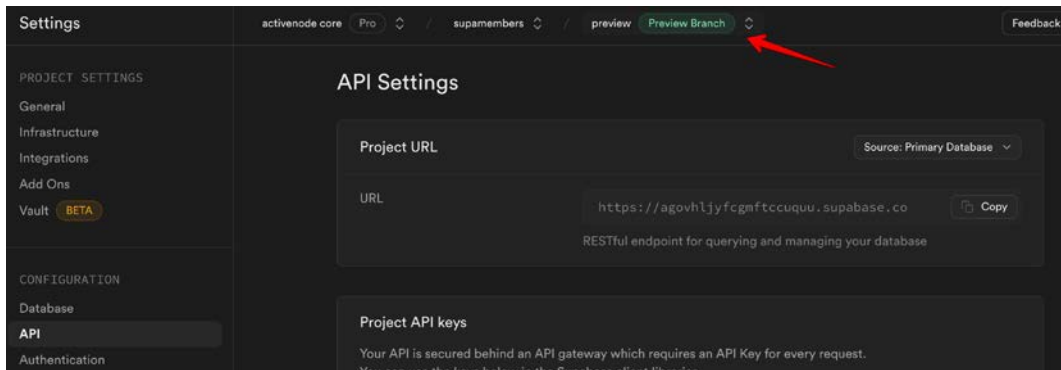 Settings
activenode core Pro / supamembers / preview Preview Branch
Feedback
PROJECT SETTINGS
General
Infrastructure
Integrations
Add Ons
Vault BETA
CONFIGURATION
Database
API
Authentication
API Settings
Project URL
Source: Primary Database
URL
https://agovhljyfcgmftccuquu.supabase.co
Copy
RESTful endpoint for querying and managing your database
Project API keys
Your API is secured behind an API gateway which requires an API Key for every request.